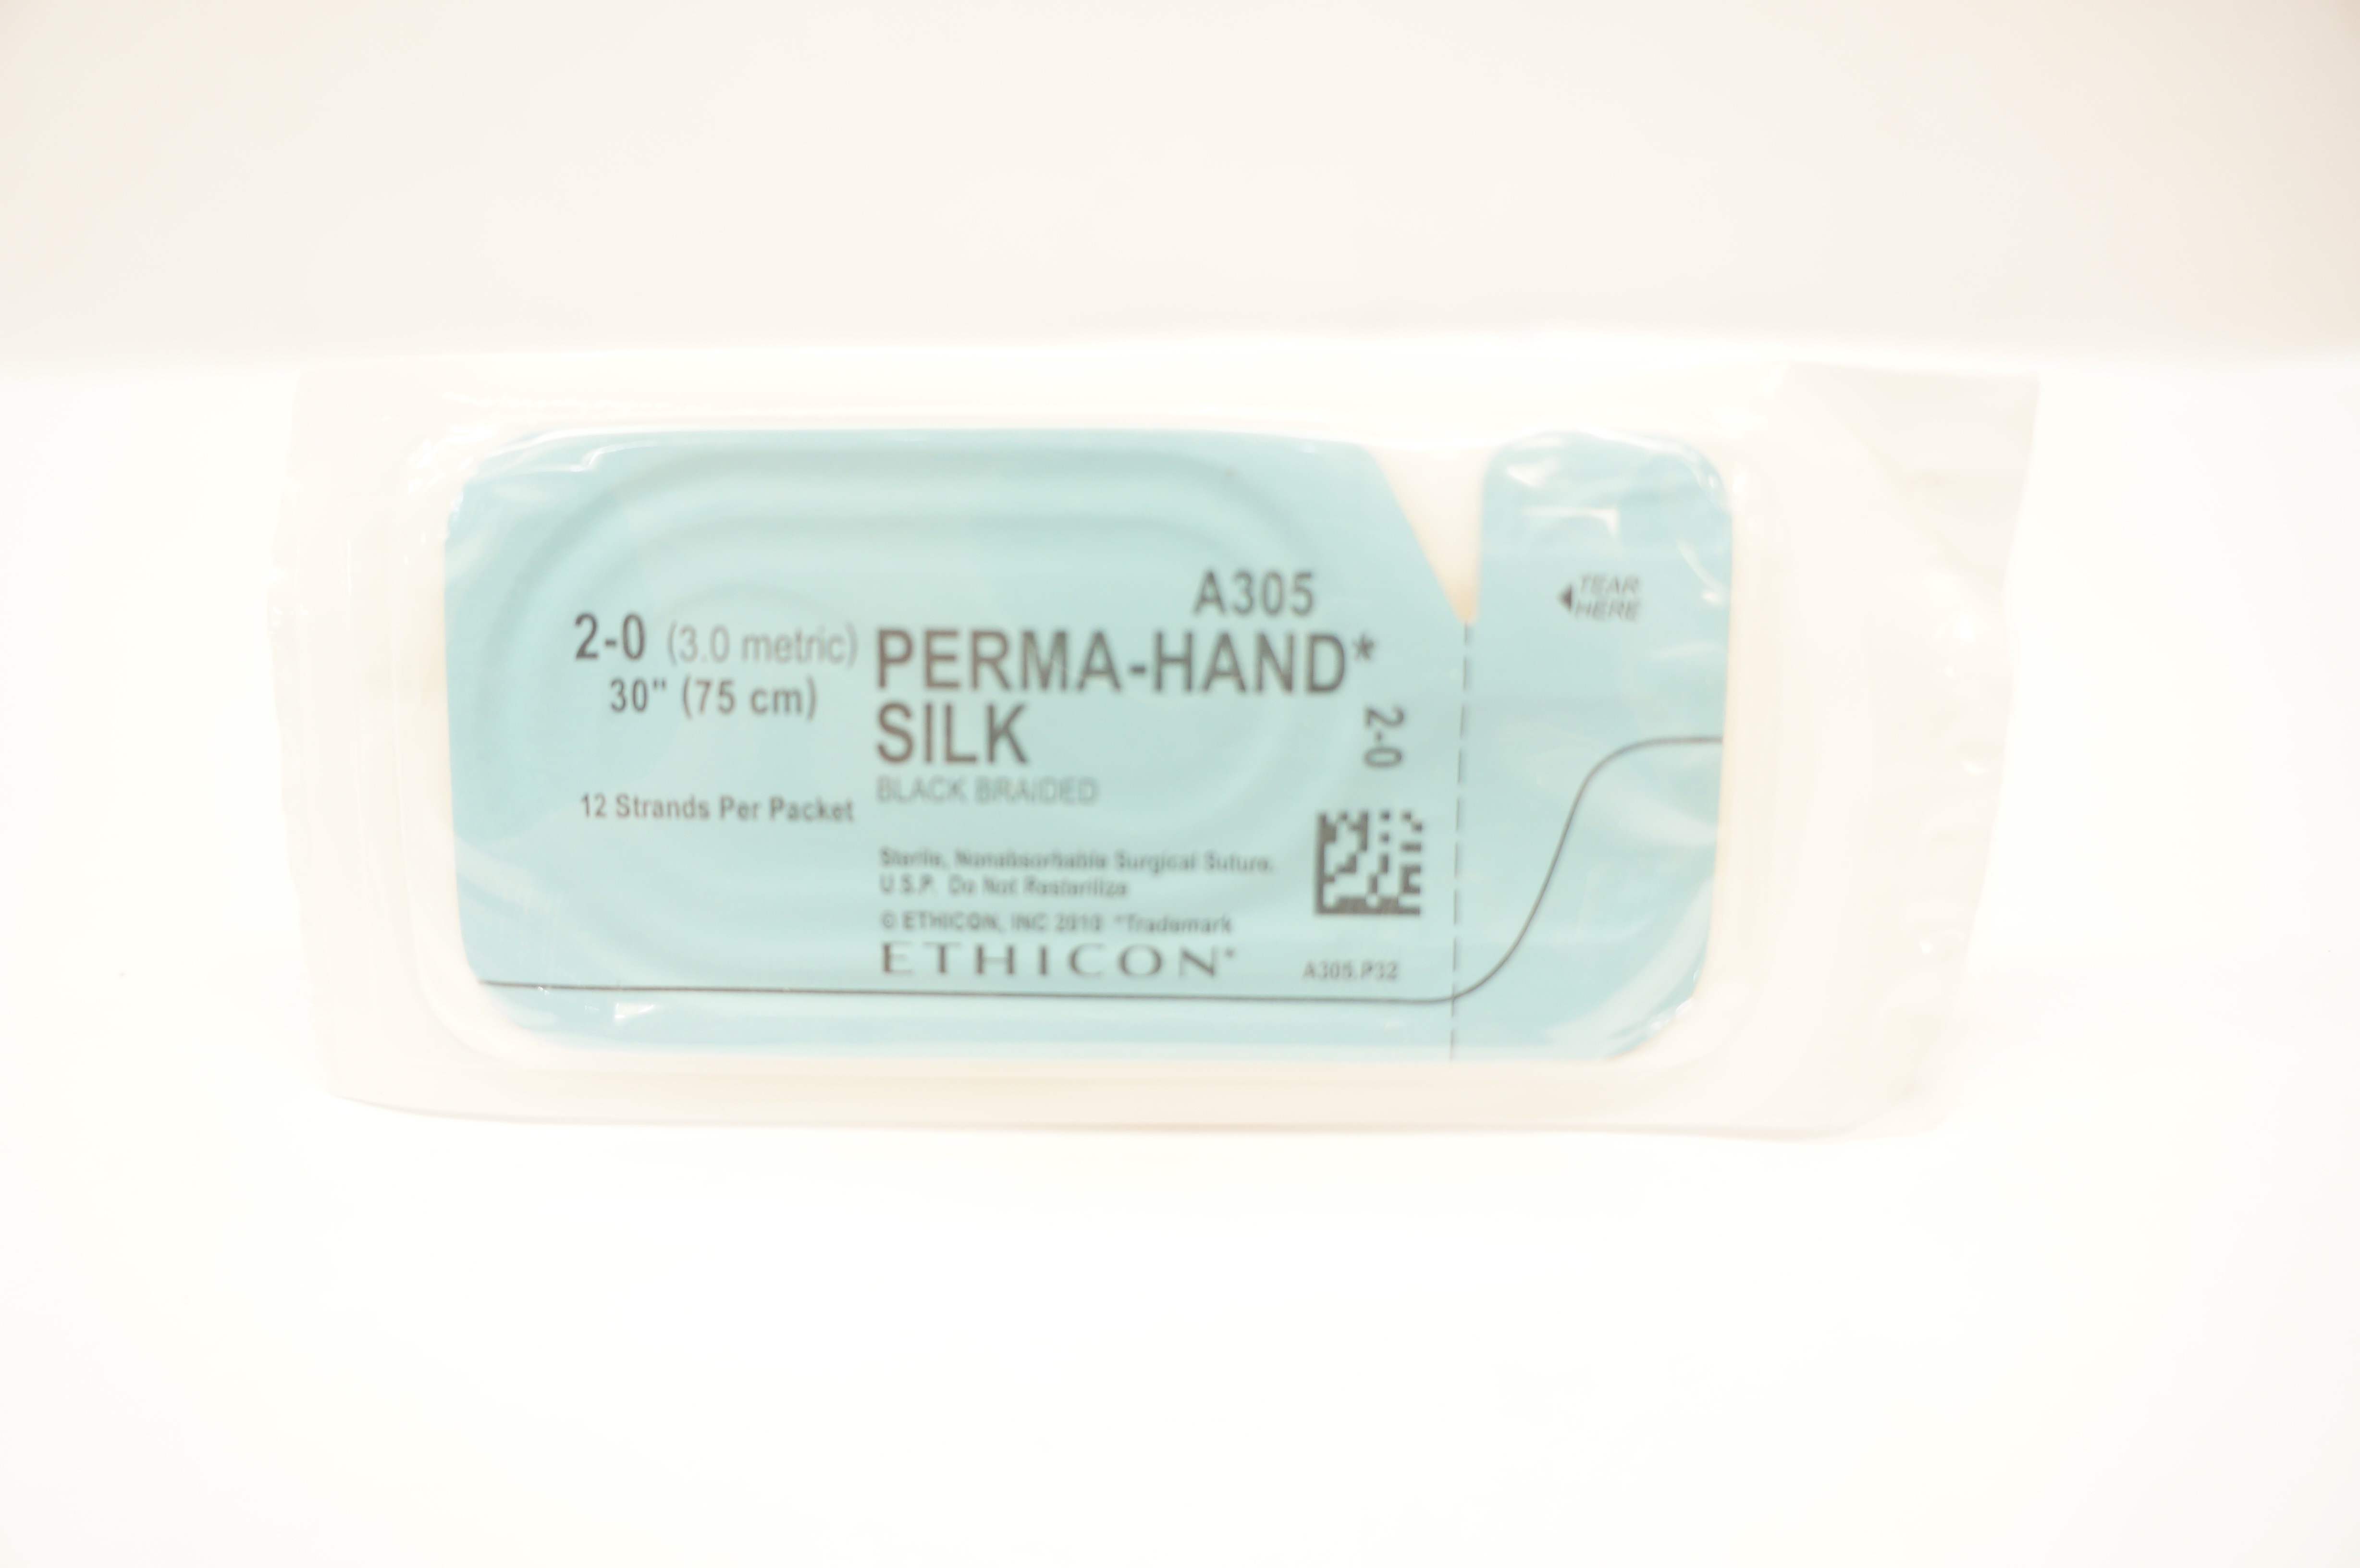 A305
2-0 (3.0 metric)
30" (75 cm)
PERMA-HAND*
SILK
BLACK BRAIDED
2-0
12 Strands Per Packet
Sterile, Nonabsorbable Surgical Suture,
U.S.P. Do Not Resterilize
© ETHICON, INC 2010 *Trademark
ETHICON*
A305.P32
TEAR
HERE